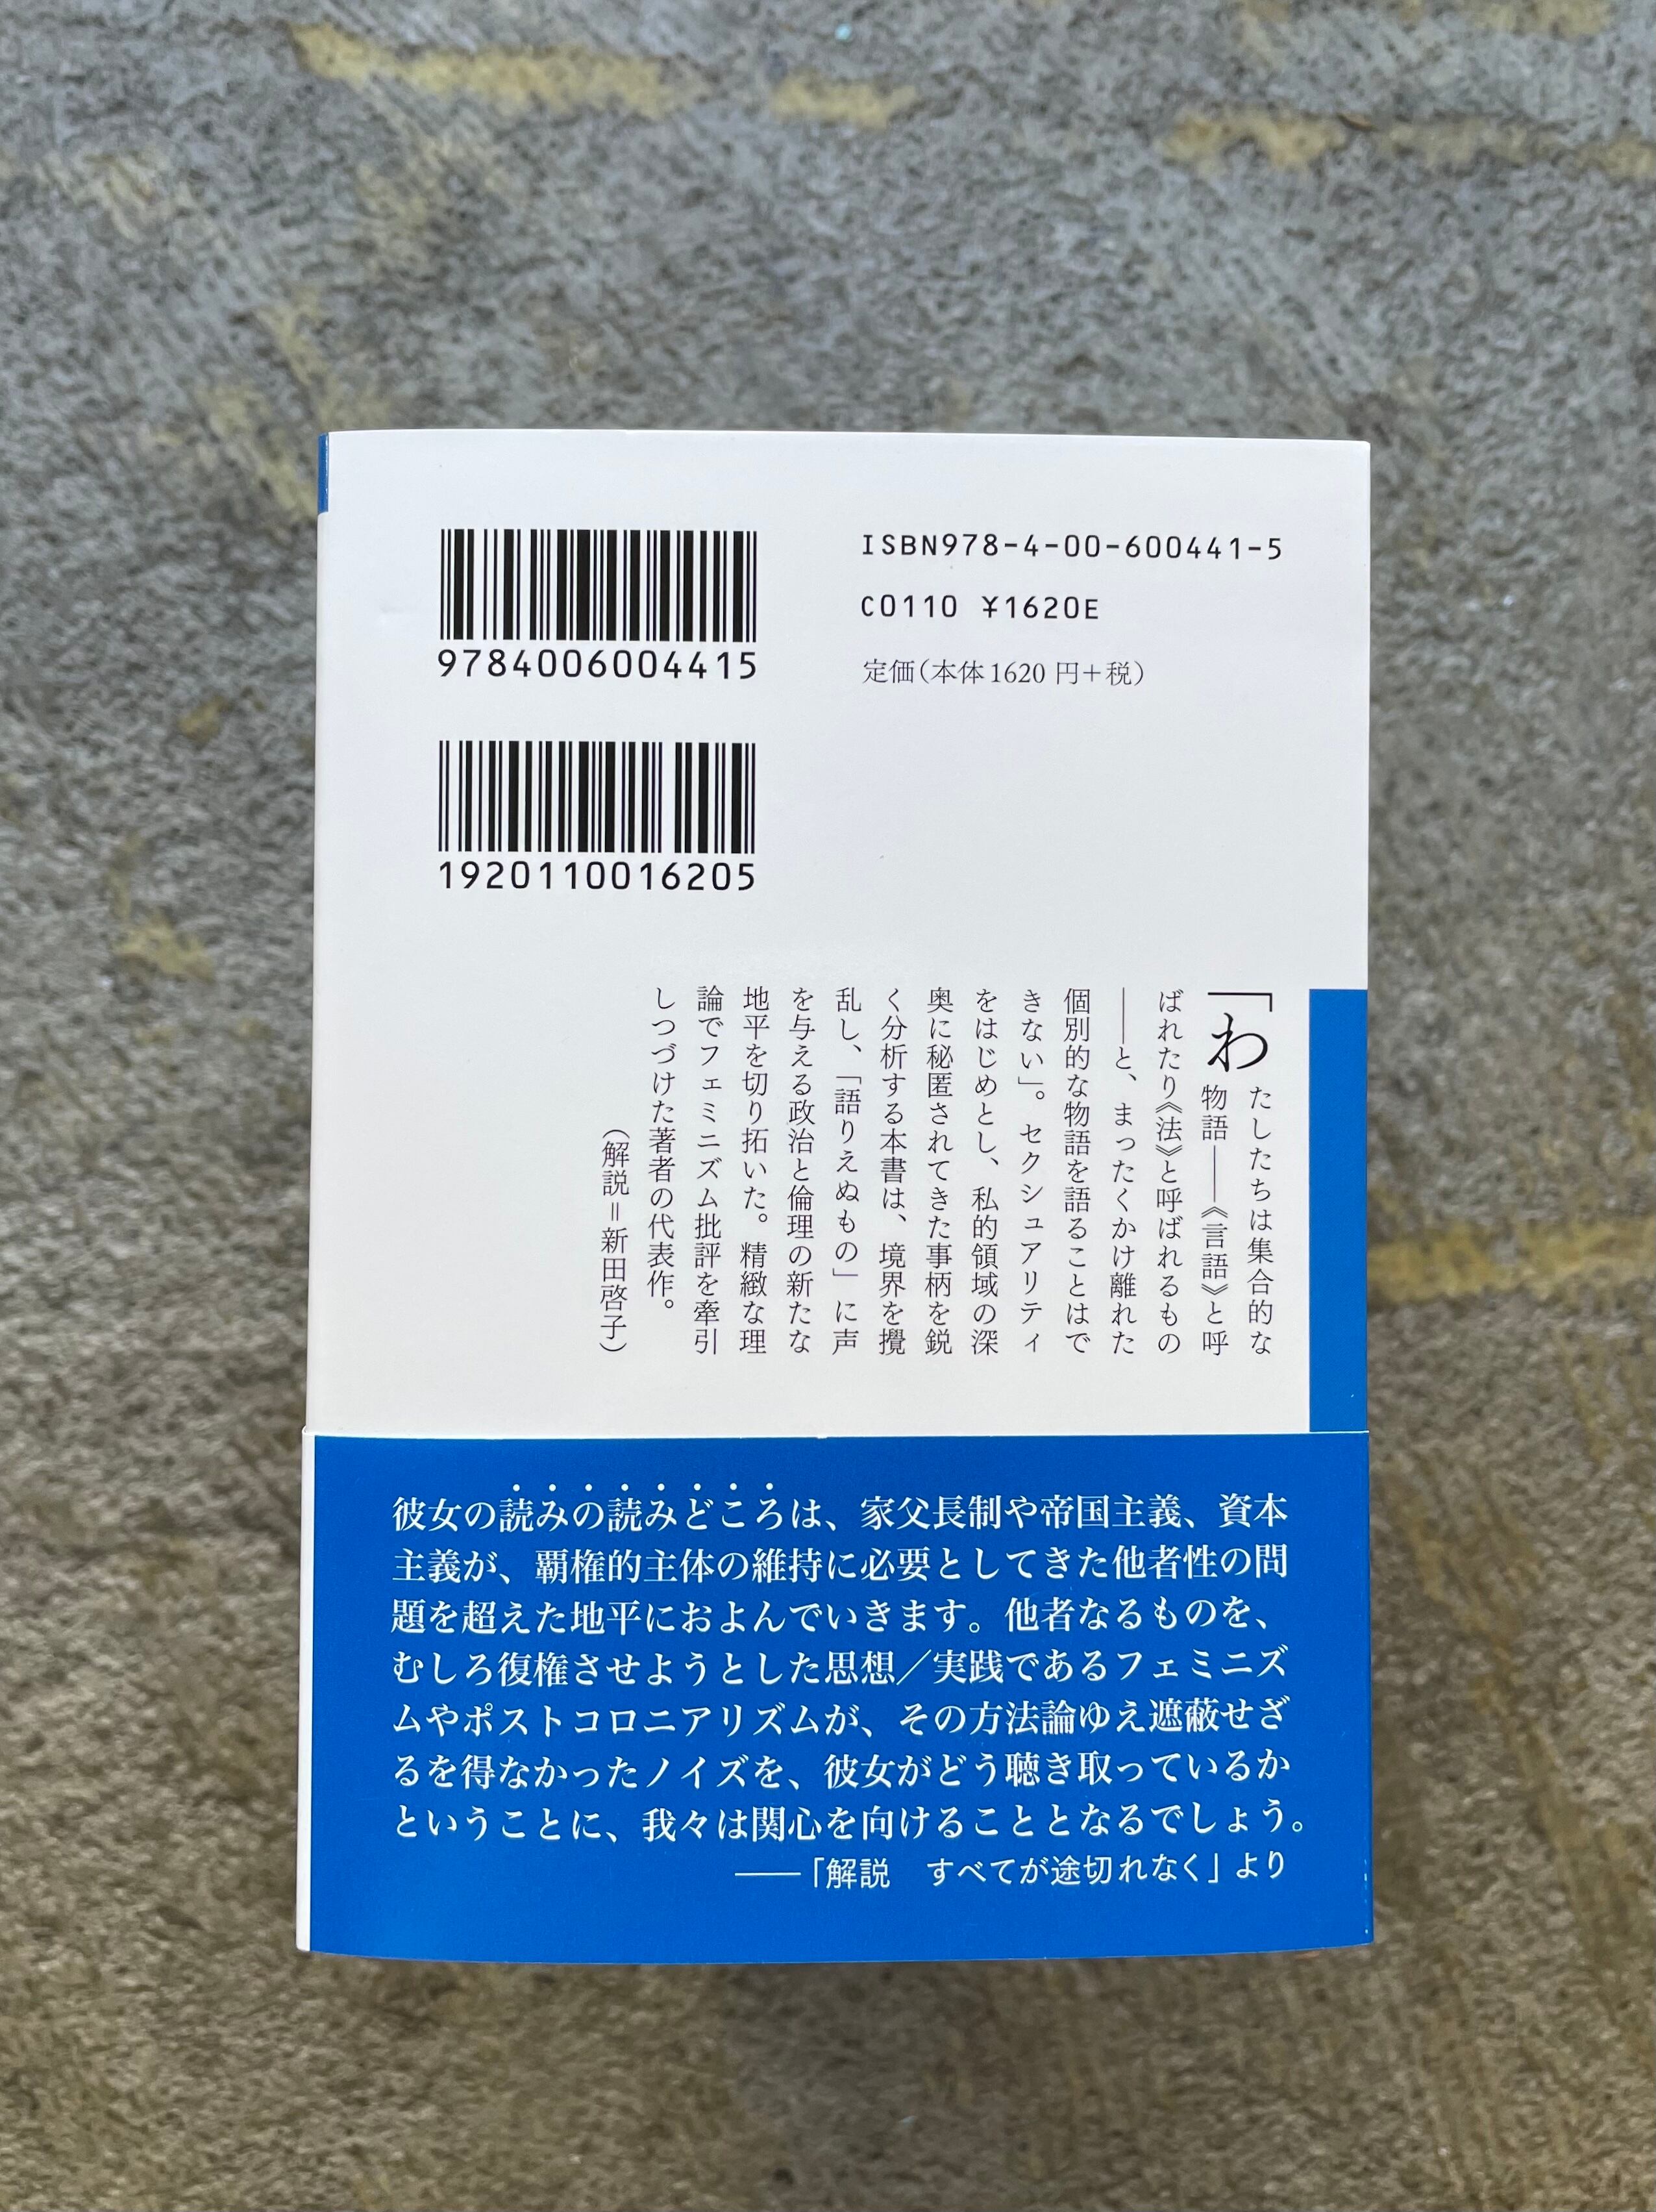 ISBN978-4-00-600441-5
C0110 ¥1620E
定価(本体1620円+税)
9784006004415
1920110016205
「わたしたちは集合的な
物語――《言語》と呼
ばれたり《法》と呼ばれるもの
――と、まったくかけ離れた
個別的な物語を語ることはで
きない」。セクシュアリティ
をはじめとし、私的領域の深
奥に秘匿されてきた事柄を鋭
く分析する本書は、境界を攪
乱し、「語りえぬもの」に声
を与える政治と倫理の新たな
地平を切り拓いた。精緻な理
論でフェミニズム批評を牽引
しつづけた著者の代表作。
(解説=新田啓子)
彼女の読みの読みどころは、家父長制や帝国主義、資本
主義が、覇権的主体の維持に必要としてきた他者性の問
題を超えた地平におよんでいきます。他者なるものを、
むしろ復権させようとした思想/実践であるフェミニズ
ムやポストコロニアリズムが、その方法論ゆえ遮蔽せざ
るを得なかったノイズを、彼女がどう聴き取っているか
ということに、我々は関心を向けることとなるでしょう。
――「解説　すべてが途切れなく」より